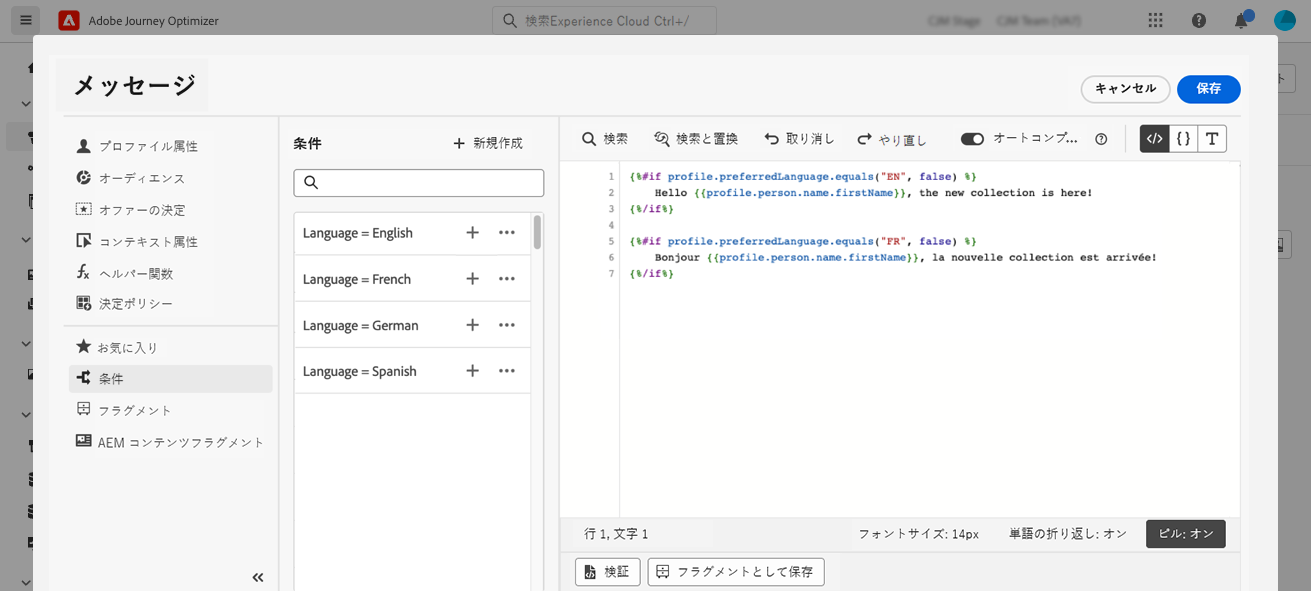 Adobe Journey Optimizer
検索Experience Cloud Ctrl+/
メッセージ
キャンセル
保存
プロファイル属性
オーディエンス
オファーの決定
コンテキスト属性
ヘルパー関数
決定ポリシー
お気に入り
条件
フラグメント
AEM コンテンツフラグメント
条件
新規作成
Language = English
Language = French
Language = German
Language = Spanish
検索 検索と置換 取り消し やり直し オートコンプ...
1 {%#if profile.preferredLanguage.equals("EN", false) %}
2 Hello {{profile.person.name.firstName}}, the new collection is here!
3 {%/if%}
4
5 {%#if profile.preferredLanguage.equals("FR", false) %}
6 Bonjour {{profile.person.name.firstName}}, la nouvelle collection est arrivée!
7 {%/if%}
行 1, 文字 1 フォントサイズ: 14px 単語の折り返し: オン ピル: オン
検証 フラグメントとして保存